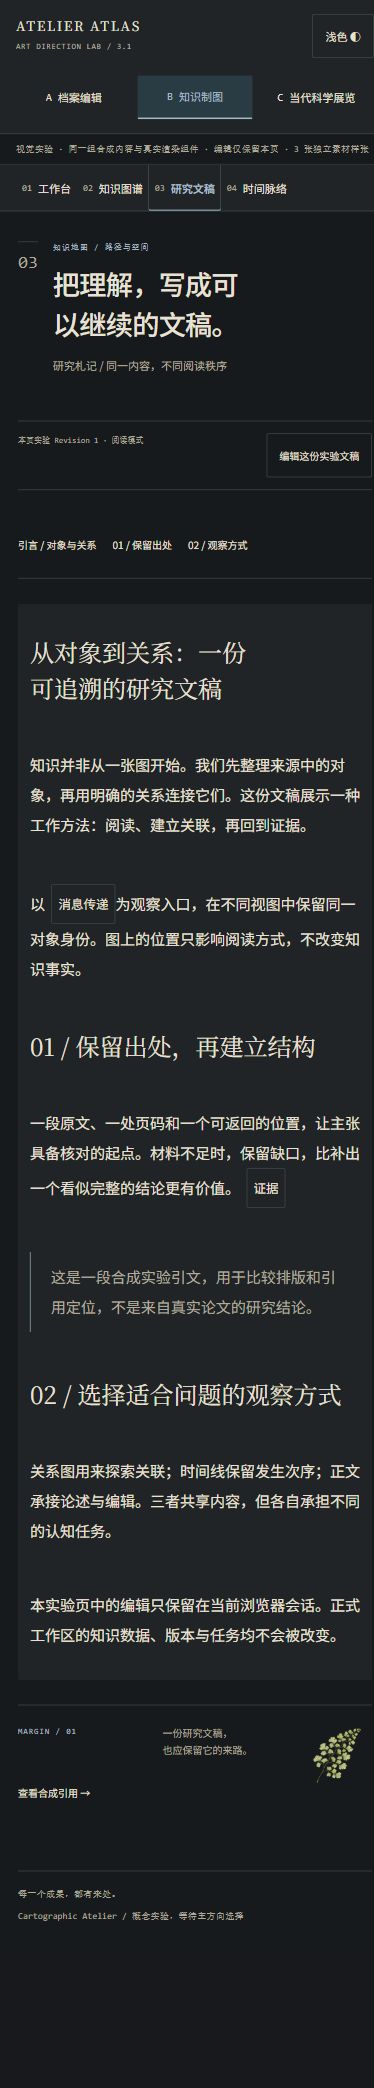 ATELIER ATLAS
ART DIRECTION LAB / 3.1
浅色
A 档案编辑
B 知识制图
C 当代科学展览
视觉实验 · 同一组合成内容与真实渲染组件 · 编辑仅保留本页 · 3 张独立素材样张
01 工作台
02 知识图谱
03 研究文稿
04 时间脉络
03
知识地图 / 路径与空间
把理解，写成可
以继续的文稿。
研究札记 / 同一内容，不同阅读秩序
本页实验 Revision 1 · 阅读模式
编辑这份实验文稿
引言 / 对象与关系
01 / 保留出处
02 / 观察方式
从对象到关系：一份
可追溯的研究文稿
知识并非从一张图开始。我们先整理来源中的对
象，再用明确的关系连接它们。这份文稿展示一种
工作方法：阅读、建立关联，再回到证据。
以 消息传递 为观察入口，在不同视图中保留同一
对象身份。图上的位置只影响阅读方式，不改变知
识事实。
01 / 保留出处，再建立结构
一段原文、一处页码和一个可返回的位置，让主张
具备核对的起点。材料不足时，保留缺口，比补出
一个看似完整的结论更有价值。 证据
这是一段合成实验引文，用于比较排版和引
用定位，不是来自真实论文的研究结论。
02 / 选择适合问题的观察方式
关系图用来探索关联；时间线保留发生次序；正文
承接论述与编辑。三者共享内容，但各自承担不同
的认知任务。
本实验页中的编辑只保留在当前浏览器会话。正式
工作区的知识数据、版本与任务均不会被改变。
MARGIN / 01
一份研究文稿，
也应保留它的来路。
查看合成引用 →
每一个成果，都有来处。
Cartographic Atelier / 概念实验，等待主方向选择